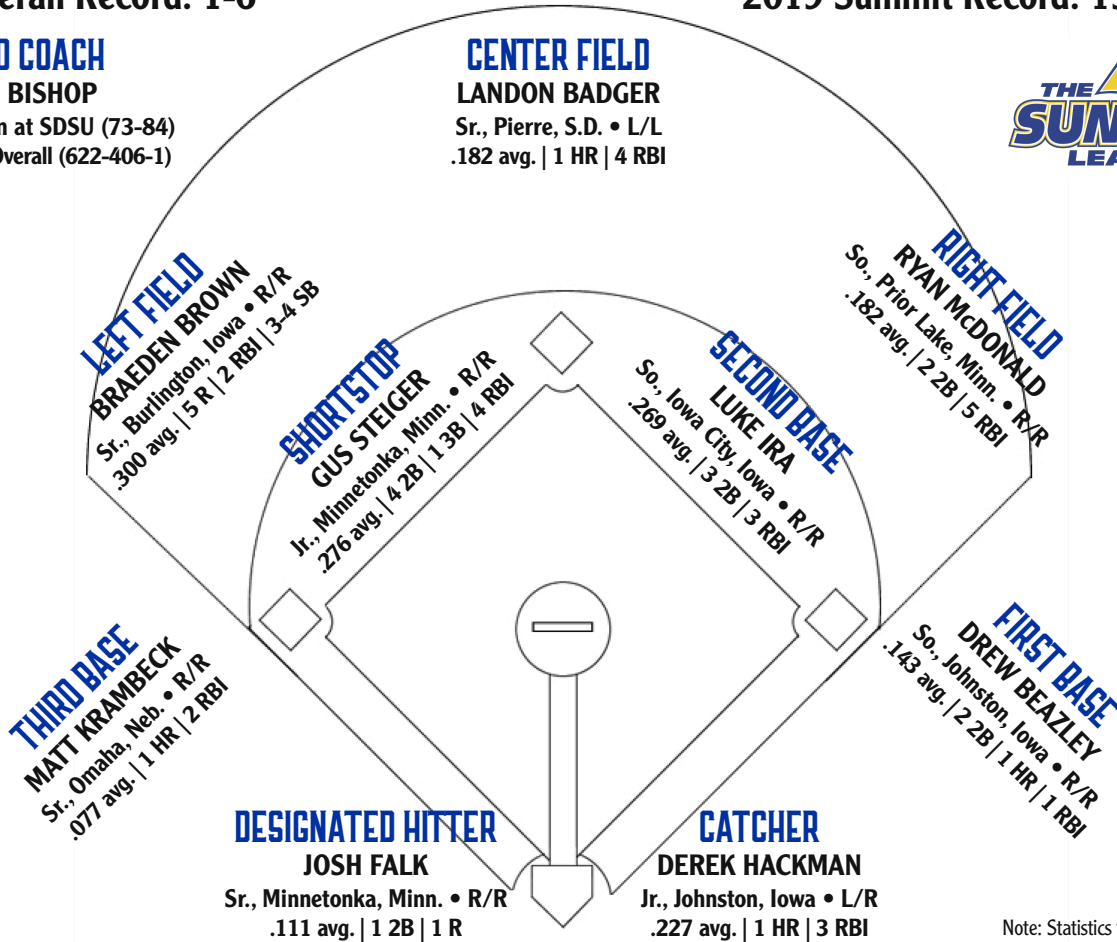 Record: 1-6
2019 Summit Record:
COACH
BISHOP
at SDSU (73-84)
Overall (622-406-1)
CENTER FIELD
LANDON BADGER
Sr., Pierre, S.D. • L/L
.182 avg. | 1 HR | 4 RBI
THE
LEFT FIELD
BRAEDEN BROWN
Sr., Burlington, Iowa • R/R
.300 avg. | 5 R | 2 RBI | 3-4 SB
SHORTSTOP
GUS STEIGER
Jr., Minnetonka, Minn. • R/R
.276 avg. | 4 2B | 1 3B | 4 RBI
SECOND BASE
LUKE IRA
So., Iowa City, Iowa • R/R
.269 avg. | 3 2B | 3 RBI
RIGHT FIELD
RYAN McDONALD
So., Prior Lake, Minn. • R/R
.182 avg. | 2 2B | 5 RBI
THIRD BASE
MATT KRAMBECK
Sr., Omaha, Neb. • R/R
.077 avg. | 1 HR | 2 RBI
FIRST BASE
DREW BEAZLEY
So., Johnston, Iowa • R/R
.143 avg. | 2 2B | 1 HR | 1 RBI
DESIGNATED HITTER
JOSH FALK
Sr., Minnetonka, Minn. • R/R
.111 avg. | 1 2B | 1 R
CATCHER
DEREK HACKMAN
Jr., Johnston, Iowa • L/R
.227 avg. | 1 HR | 3 RBI
Note: Statistics